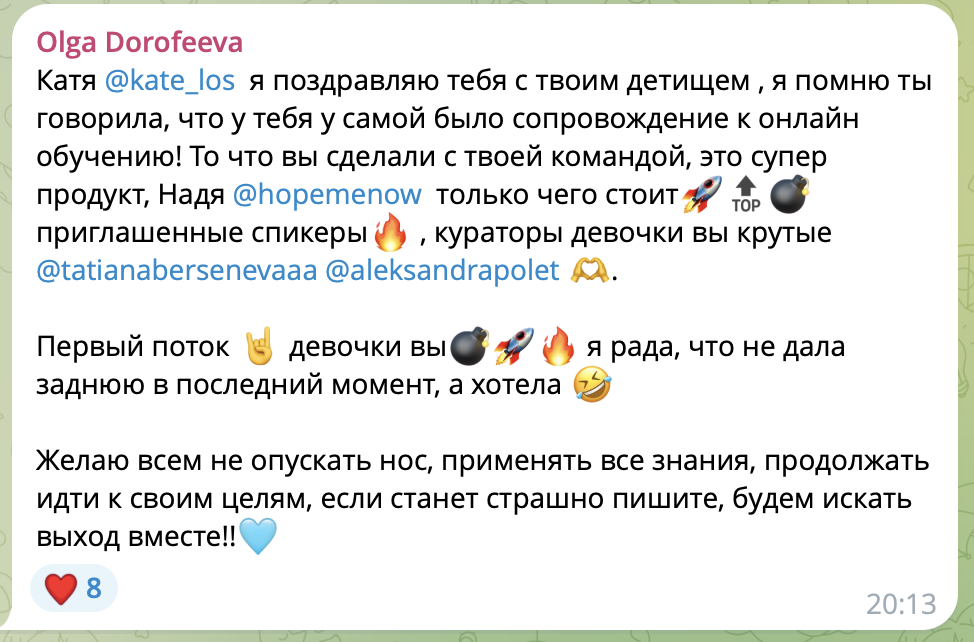 Olga Dorofeeva
Катя @kate_los я поздравляю тебя с твоим детищем , я помню ты
говорила, что у тебя у самой было сопровождение к онлайн
обучению! То что вы сделали с твоей командой, это супер
продукт, Надя @hopemenow только чего стоит🚀🔝💣
приглашенные спикеры🔥 , кураторы девочки вы крутые
@tatianabersenevaaa @aleksandrapolet 🫶.
Первый поток 🤘 девочки вы💣🚀🔥 я рада, что не дала
заднюю в последний момент, а хотела 🤣
Желаю всем не опускать нос, применять все знания, продолжать
идти к своим целям, если станет страшно пишите, будем искать
выход вместе!!🩵
❤️ 8
20:13